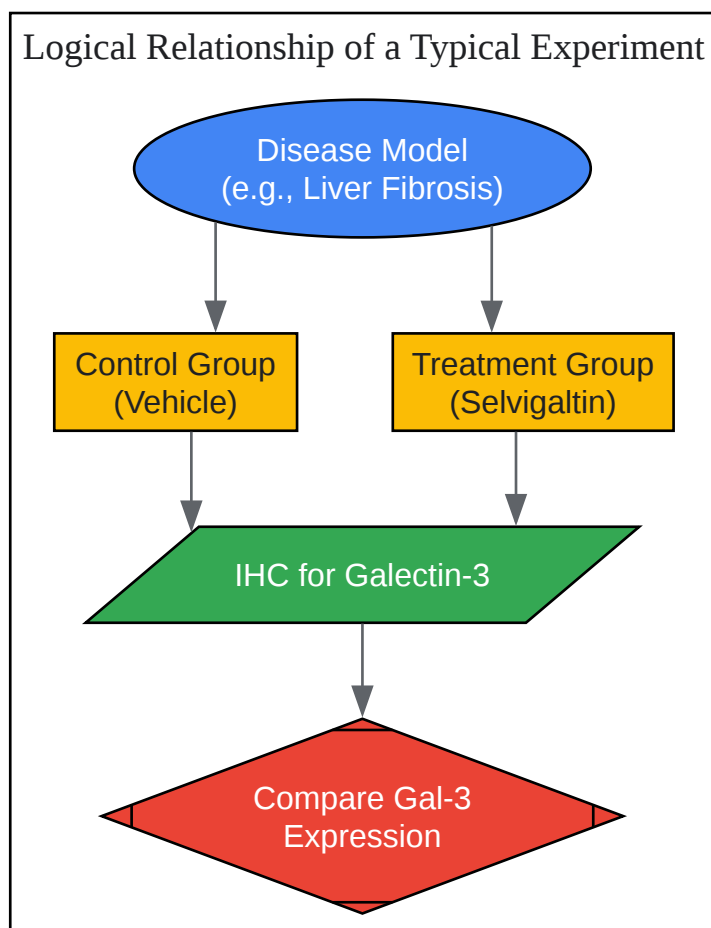 Logical Relationship of a Typical Experiment
Disease Model
(e.g., Liver Fibrosis)
Control Group
(Vehicle)
Treatment Group
(Selvigaltin)
IHC for Galectin-3
Compare Gal-3
Expression